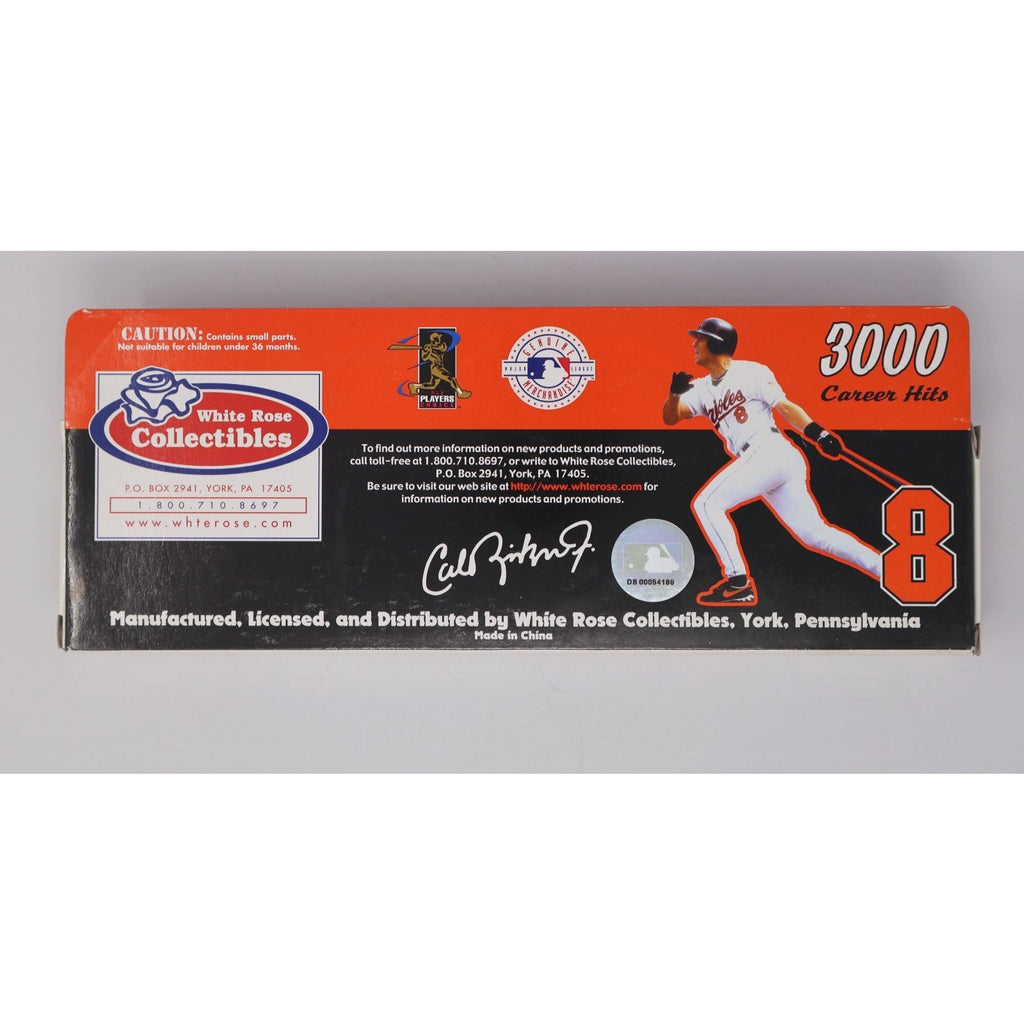 CAUTION: Contains small parts.
Not suitable for children under 36 months.
White Rose
Collectibles
P.O. BOX 2941, YORK, PA 17405
1.800.710.8697
www.whterose.com
PLAYERS
CHOICE
GENUINE
MAJOR LEAGUE
MERCHANDISE
3000
Career Hits
To find out more information on new products and promotions,
call toll-free at 1.800.710.8697, or write to White Rose Collectibles,
P.O. Box 2941, York, PA 17405.
Be sure to visit our web site at http://www.whterose.com for
information on new products and promotions.
Cal Ripken Jr.
DB 00054180
8
8
Manufactured, Licensed, and Distributed by White Rose Collectibles, York, Pennsylvania
Made in China